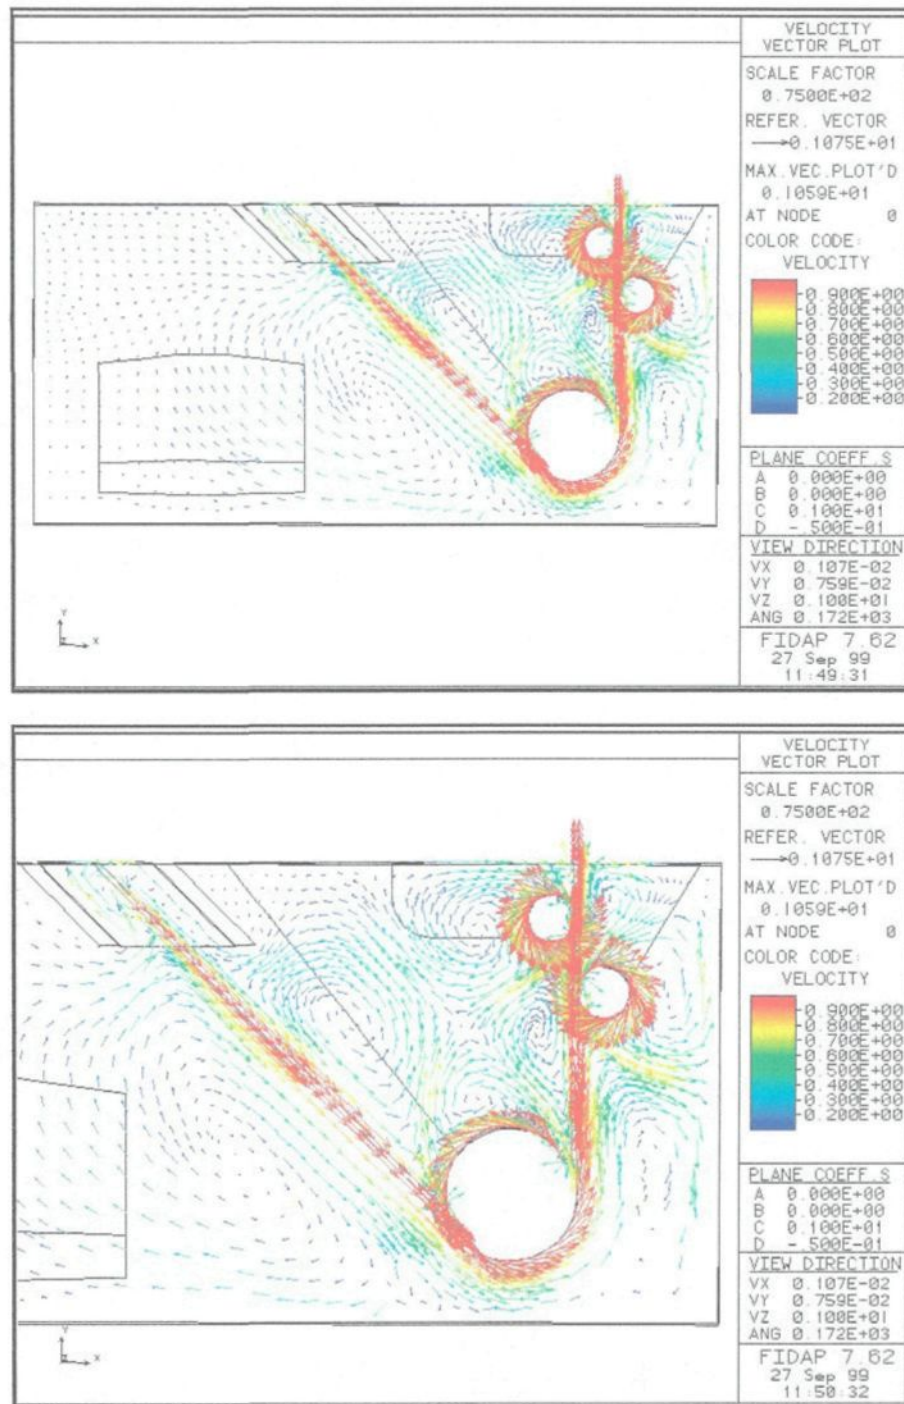 VELOCITY
VECTOR PLOT
SCALE FACTOR
0.7500E+02
REFER. VECTOR
0.1075E+01
MAX.VEC.PLOT'D
0.1059E+01
AT NODE 0
COLOR CODE:
VELOCITY
0.900E+00
0.800E+00
0.700E+00
0.600E+00
0.500E+00
0.400E+00
0.300E+00
0.200E+00
PLANE COEFF.S
A 0.000E+00
B 0.000E+00
C 0.100E+01
D -.500E-01
VIEW DIRECTION
VX 0.107E-02
VY 0.759E-02
VZ 0.100E+01
ANG 0.172E+03
FIDAP 7.62
27 Sep 99
11:49:31
Y
Z X
VELOCITY
VECTOR PLOT
SCALE FACTOR
0.7500E+02
REFER. VECTOR
0.1075E+01
MAX.VEC.PLOT'D
0.1059E+01
AT NODE 0
COLOR CODE:
VELOCITY
0.900E+00
0.800E+00
0.700E+00
0.600E+00
0.500E+00
0.400E+00
0.300E+00
0.200E+00
PLANE COEFF.S
A 0.000E+00
B 0.000E+00
C 0.100E+01
D -.500E-01
VIEW DIRECTION
VX 0.107E-02
VY 0.759E-02
VZ 0.100E+01
ANG 0.172E+03
FIDAP 7.62
27 Sep 99
11:50:32
Y
Z X